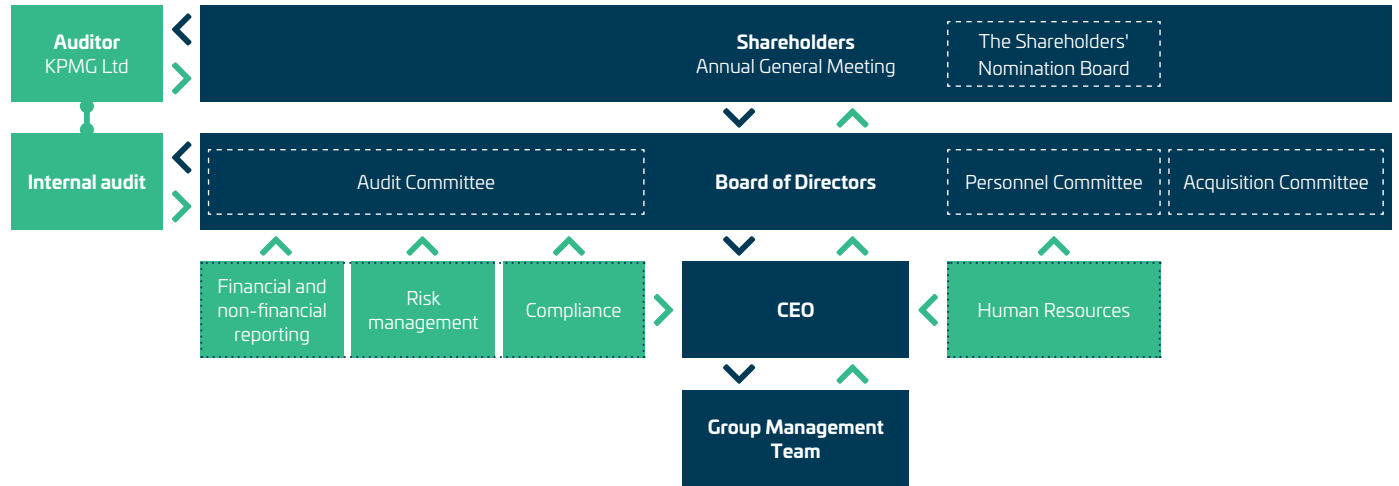 Auditor
KPMG Ltd
Shareholders
Annual General Meeting
The Shareholders'
Nomination Board
Internal audit
Audit Committee
Board of Directors
Personnel Committee
Acquisition Committee
Financial and
non-financial
reporting
Risk
management
Compliance
CEO
Human Resources
Group Management
Team